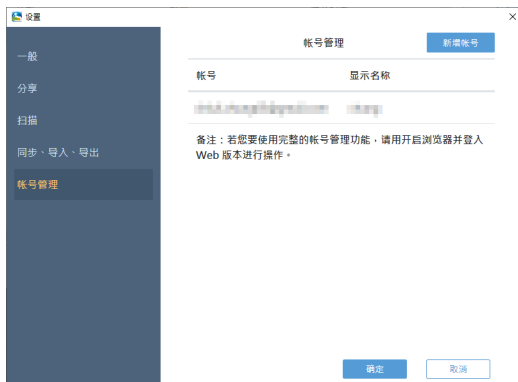 设置
一般
分享
扫描
同步、导入、导出
帐号管理
帐号管理
新增帐号
帐号 显示名称
备注：若您要使用完整的帐号管理功能，请用开启浏览器并登入
Web 版本进行操作。
确定
取消